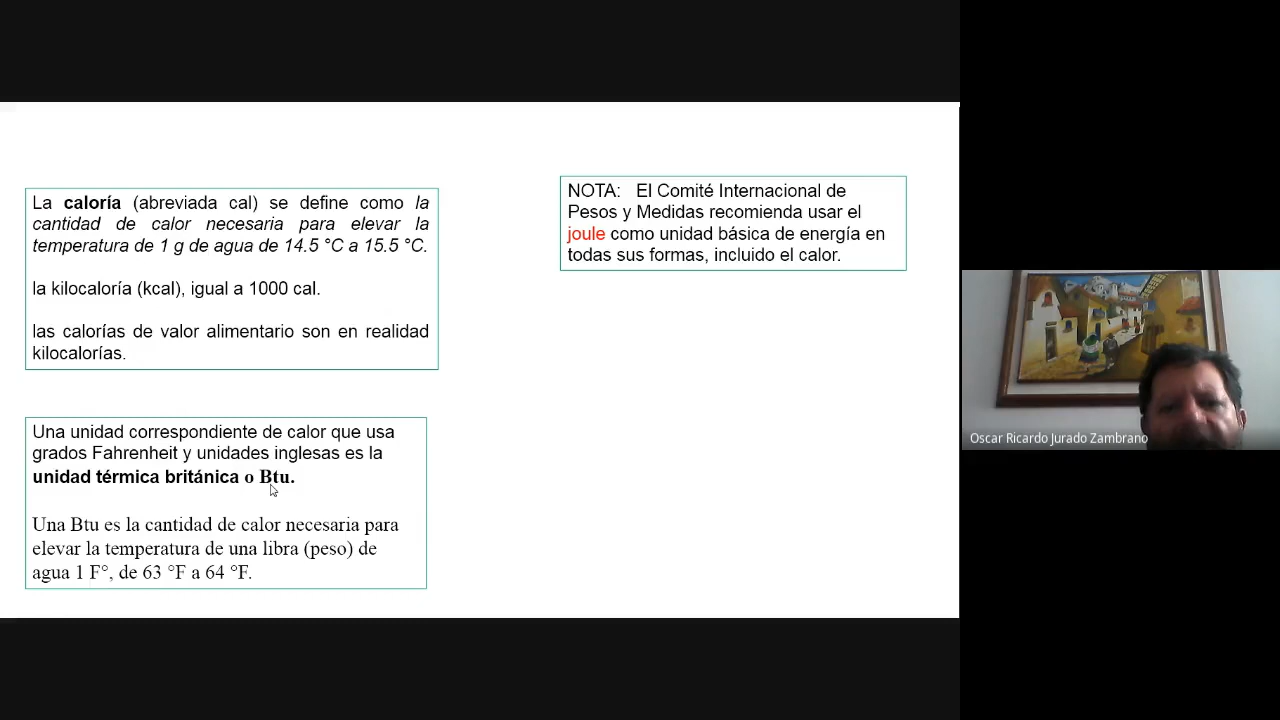 La caloría (abreviada cal) se define como la
cantidad de calor necesaria para elevar la
temperatura de 1 g de agua de 14.5 °C a 15.5 °C.
la kilocaloría (kcal), igual a 1000 cal.
las calorías de valor alimentario son en realidad
kilocalorías.
Una unidad correspondiente de calor que usa
grados Fahrenheit y unidades inglesas es la
unidad térmica británica o Btu.
Una Btu es la cantidad de calor necesaria para
elevar la temperatura de una libra (peso) de
agua 1 F°, de 63 °F a 64 °F.
NOTA: El Comité Internacional de
Pesos y Medidas recomienda usar el
joule como unidad básica de energía en
todas sus formas, incluido el calor.
Oscar Ricardo Jurado Zambrano